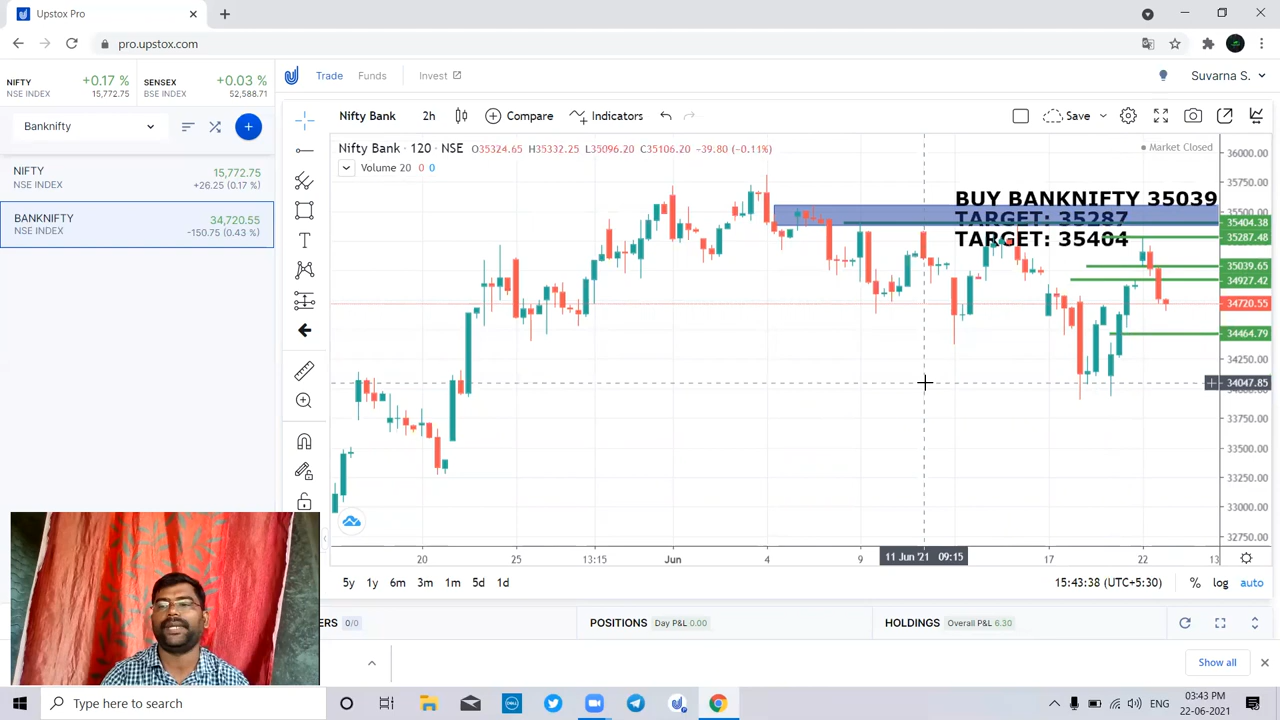 Upstox Pro
pro.upstox.com
NIFTY +0.17 %
NSE INDEX 15,772.75
SENSEX +0.03 %
BSE INDEX 52,588.71
Trade Funds Invest
Suvarna S.
Banknifty
Nifty Bank 2h Compare Indicators Save
Nifty Bank · 120 · NSE O35324.65 H35332.25 L35096.20 C35106.20 -39.80 (-0.11%)
Market Closed
Volume 20 0 0
NIFTY 15,772.75
NSE INDEX +26.25 (0.17 %)
BANKNIFTY 34,720.55
NSE INDEX -150.75 (0.43 %)
BUY BANKNIFTY 35039
TARGET: 35287
TARGET: 35404
36000.00
35750.00
35500.00
35404.38
35287.48
35039.65
34927.42
34720.55
34464.79
34250.00
34047.85
33750.00
33500.00
33250.00
33000.00
32750.00
20 25 13:15 Jun 4 9 11 Jun '21 09:15 17 22 13
5y 1y 6m 3m 1m 5d 1d
15:43:38 (UTC+5:30) % log auto
ERS 0/0
POSITIONS Day P&L 0.00
HOLDINGS Overall P&L 6.30
Show all
Type here to search
DELL
ENG
03:43 PM
22-06-2021